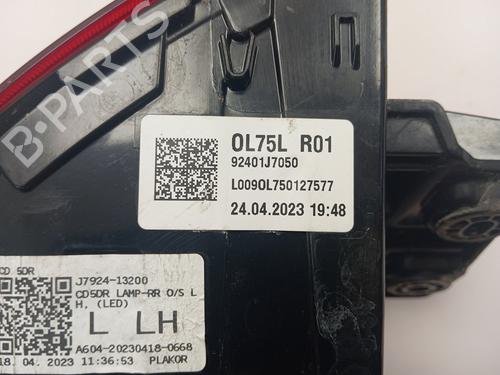 OL75L R01
92401J7050
L009OL750127577
24.04.2023 19:48
CD 5DR
J7924-13200
CD5DR LAMP-RR O/S L
H, (LED)
L LH
A604-20230418-0668
18. 04. 2023 11:36:53 PLAKOR